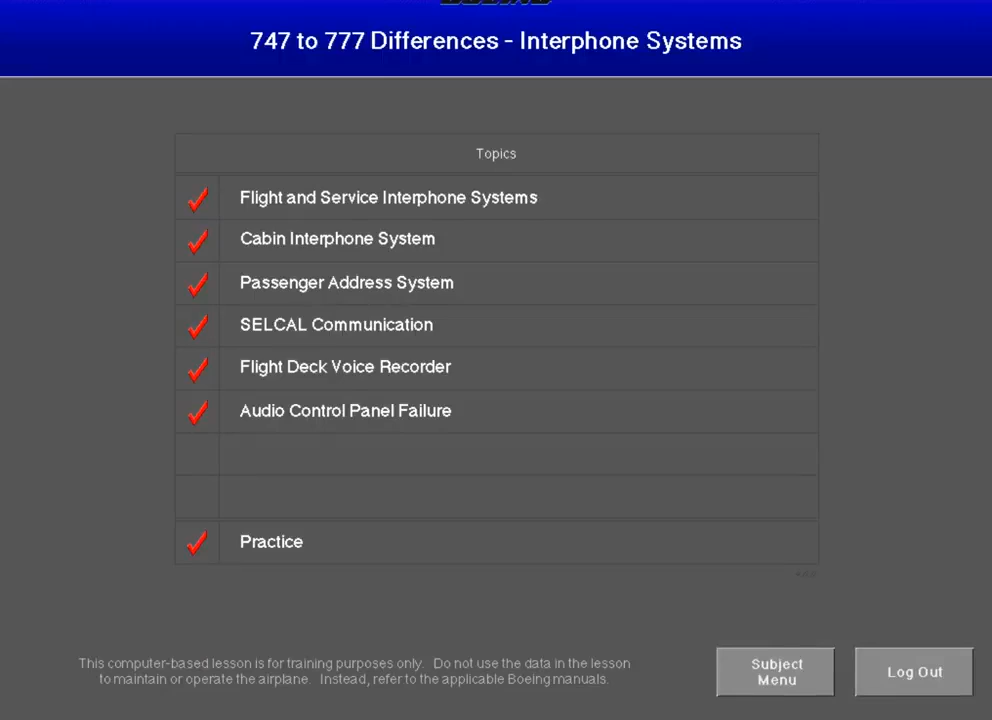 747 to 777 Differences - Interphone Systems
Topics
Flight and Service Interphone Systems
Cabin Interphone System
Passenger Address System
SELCAL Communication
Flight Deck Voice Recorder
Audio Control Panel Failure
Practice
This computer-based lesson is for training purposes only. Do not use the data in the lesson
to maintain or operate the airplane. Instead, refer to the applicable Boeing manuals.
Subject
Menu
Log Out